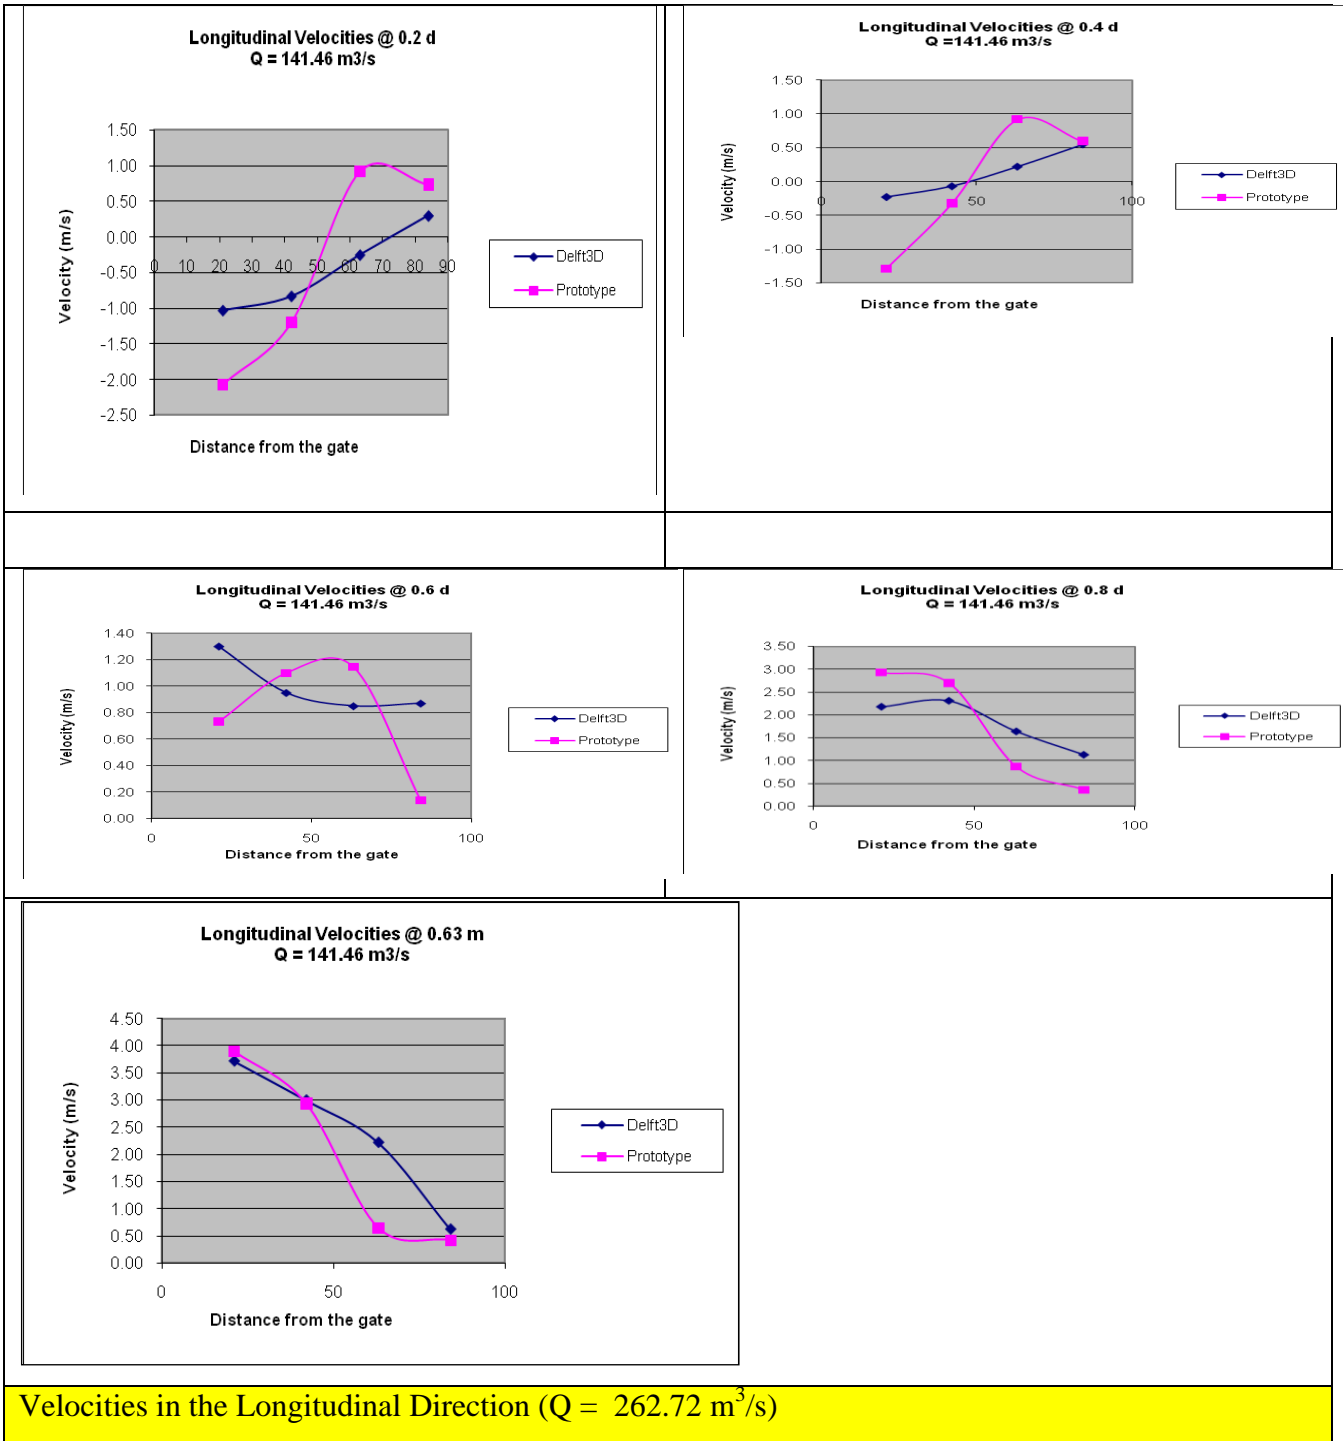 Longitudinal Velocities @ 0.2 d
Q = 141.46 m3/s
1.50
1.00
0.50
0.00
-0.50
-1.00
-1.50
-2.00
-2.50
0 10 20 30 40 50 60 70 80 90
Velocity (m/s)
Distance from the gate
Delft3D
Prototype
Longitudinal Velocities @ 0.4 d
Q =141.46 m3/s
1.50
1.00
0.50
0.00
-0.50
-1.00
-1.50
0 50 100
Velocity (m/s)
Distance from the gate
Delft3D
Prototype
Longitudinal Velocities @ 0.6 d
Q = 141.46 m3/s
1.40
1.20
1.00
0.80
0.60
0.40
0.20
0.00
0 50 100
Velocity (m/s)
Distance from the gate
Delft3D
Prototype
Longitudinal Velocities @ 0.8 d
Q = 141.46 m3/s
3.50
3.00
2.50
2.00
1.50
1.00
0.50
0.00
0 50 100
Velocity (m/s)
Distance from the gate
Delft3D
Prototype
Longitudinal Velocities @ 0.63 m
Q = 141.46 m3/s
4.50
4.00
3.50
3.00
2.50
2.00
1.50
1.00
0.50
0.00
0 50 100
Velocity (m/s)
Distance from the gate
Delft3D
Prototype
Velocities in the Longitudinal Direction (Q = 262.72 m³/s)